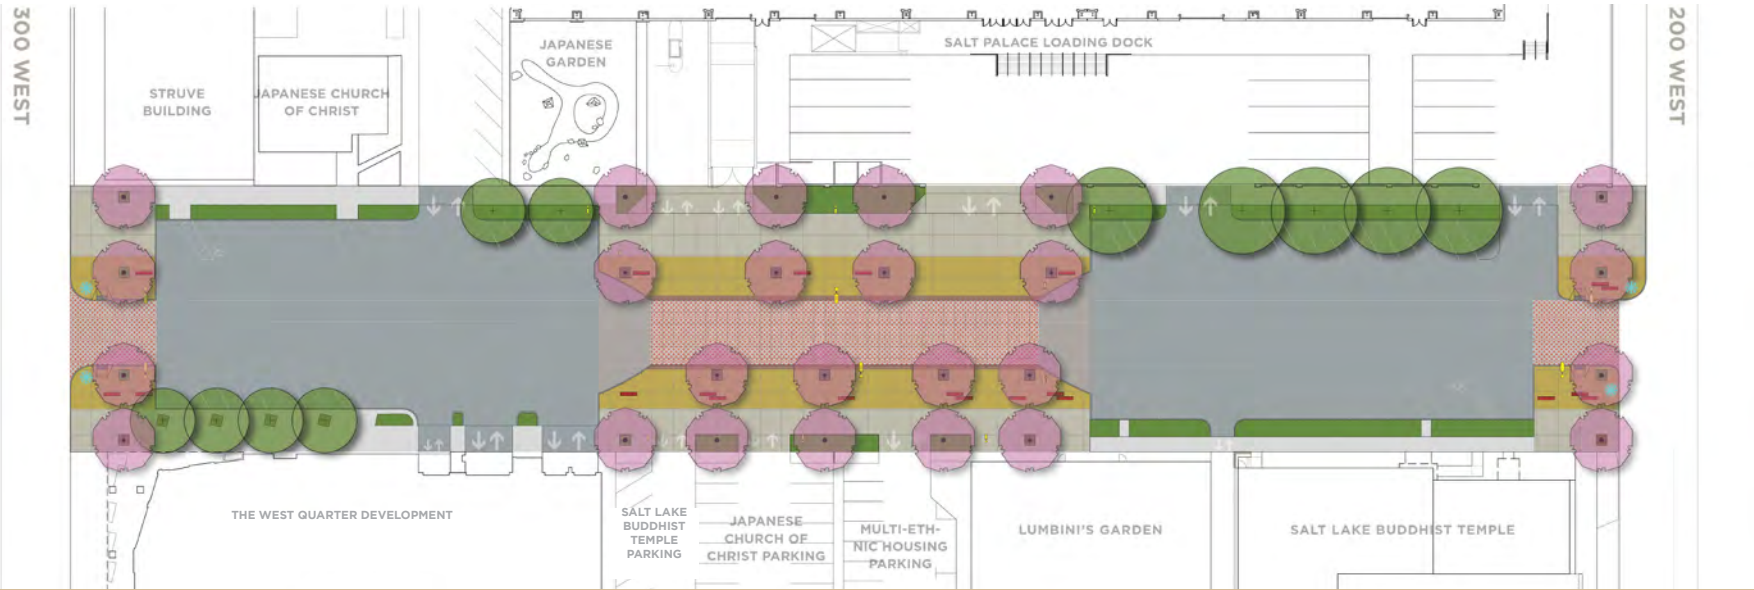 300 WEST
STRUVE
BUILDING
JAPANESE CHURCH
OF CHRIST
JAPANESE
GARDEN
SALT PALACE LOADING DOCK
200 WEST
THE WEST QUARTER DEVELOPMENT
SALT LAKE
BUDDHIST
TEMPLE
PARKING
JAPANESE
CHURCH OF
CHRIST PARKING
MULTI-ETH-
NIC HOUSING
PARKING
LUMBINI'S GARDEN
SALT LAKE BUDDHIST TEMPLE